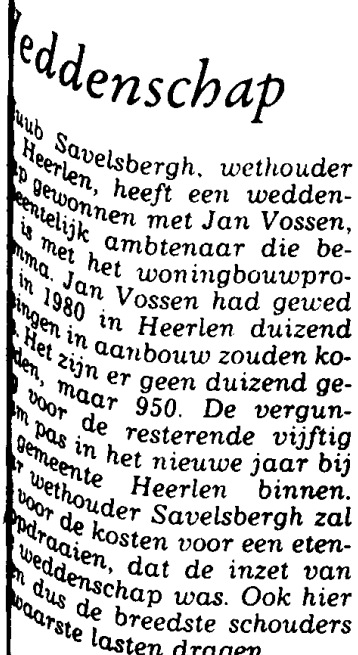 eddenschap
uub Savelsbergh, wethouder
Heerlen, heeft een wedden-
ap gewonnen met Jan Vossen,
eentelijk ambtenaar die be-
is met het woningbouwpro-
mma. Jan Vossen had gewed
in 1980 in Heerlen duizend
ningen in aanbouw zouden ko-
. Het zijn er geen duizend ge-
den, maar 950. De vergun-
voor de resterende vijftig
m pas in het nieuwe jaar bij
gemeente Heerlen binnen.
r wethouder Savelsbergh zal
voor de kosten voor een eten-
opdraaien, dat de inzet van
weddenschap was. Ook hier
n dus de breedste schouders
waarste lasten dragen